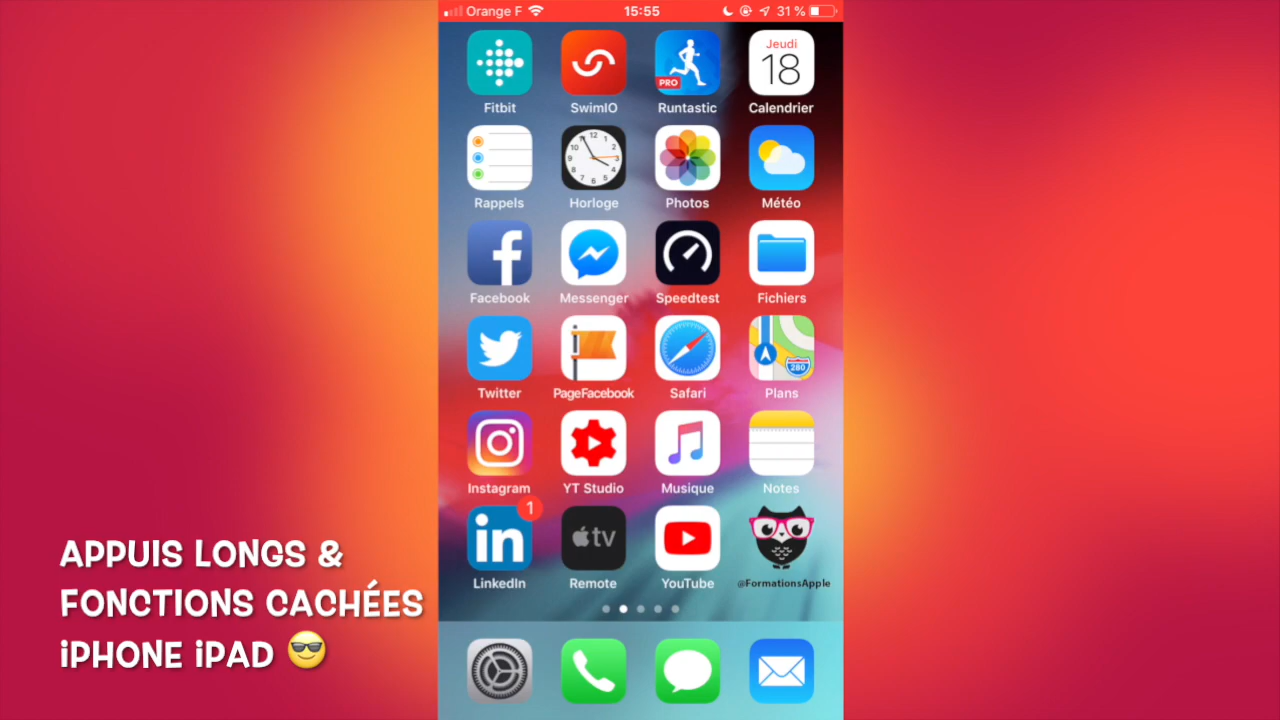 Orange F 15:55 31 %
Jeudi
18
PRO
Fitbit SwimIO Runtastic Calendrier
Rappels Horloge Photos Météo
Facebook Messenger Speedtest Fichiers
280
Twitter PageFacebook Safari Plans
Instagram YT Studio Musique Notes
1
in tv
LinkedIn Remote YouTube @FormationsApple
APPUIS LONGS &
FONCTIONS CACHÉES
iPHONE iPAD 😎